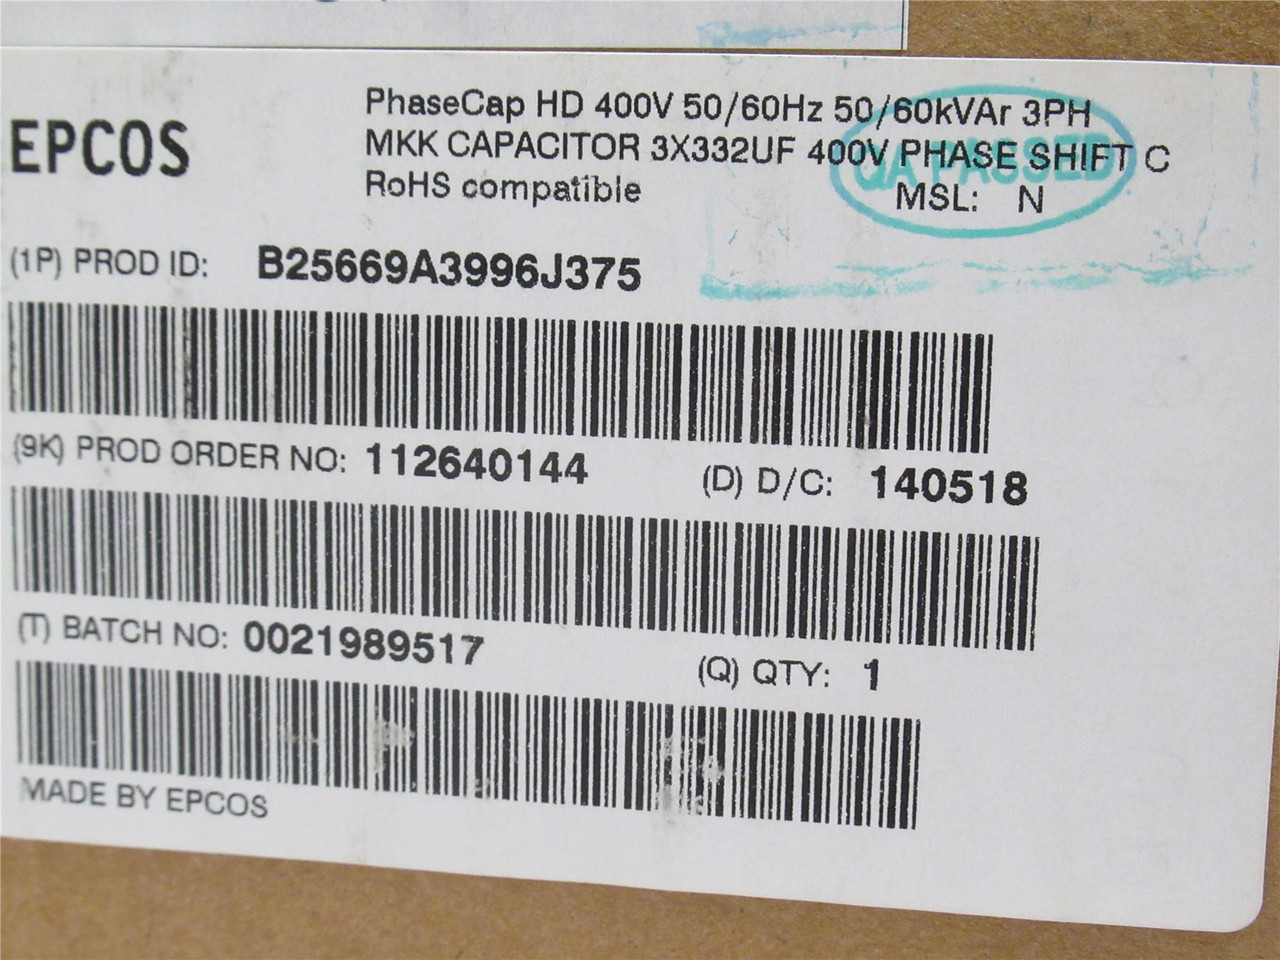 EPCOS
PhaseCap HD 400V 50/60Hz 50/60kVAr 3PH
MKK CAPACITOR 3X332UF 400V PHASE SHIFT C
RoHS compatible
MSL: N
QA PASSED
(1P) PROD ID: B25669A3996J375
(9K) PROD ORDER NO: 112640144
(D) D/C: 140518
(T) BATCH NO: 0021989517
(Q) QTY: 1
MADE BY EPCOS